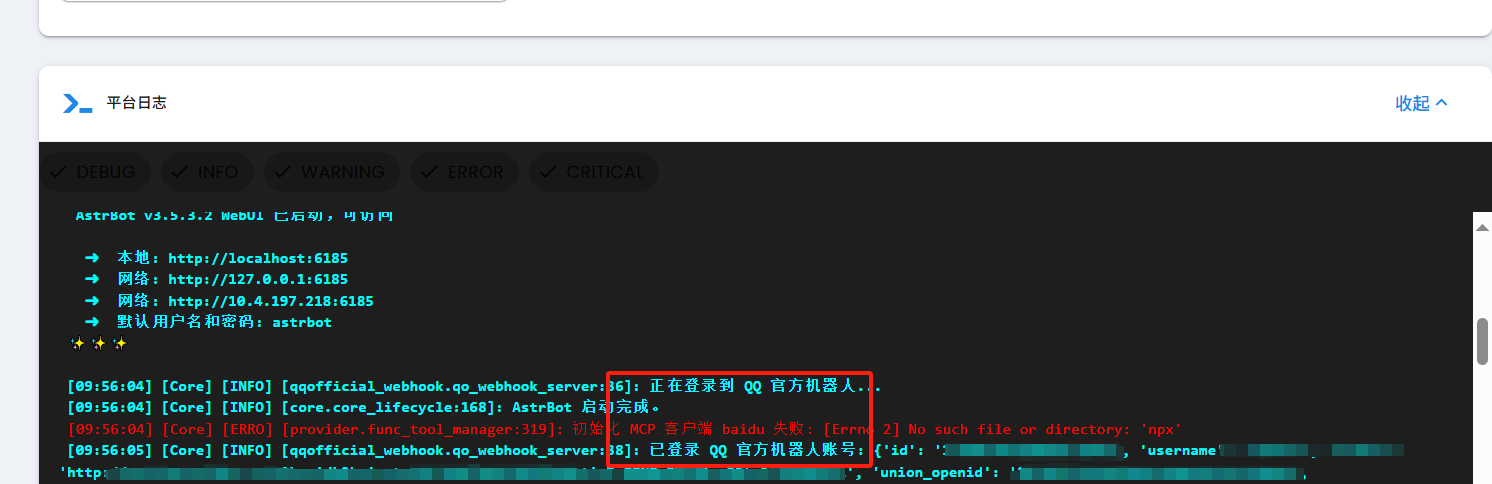 平台日志
收起
DEBUG INFO WARNING ERROR CRITICAL
AstrBot v3.5.3.2 WebUI 已启动，可访问
➜ 本地: http://localhost:6185
➜ 网络: http://127.0.0.1:6185
➜ 网络: http://10.4.197.218:6185
➜ 默认用户名和密码: astrbot
✨✨✨
[09:56:04] [Core] [INFO] [qqofficial_webhook.qo_webhook_server:36]: 正在登录到 QQ 官方机器人...
[09:56:04] [Core] [INFO] [core.core_lifecycle:168]: AstrBot 启动完成。
[09:56:04] [Core] [ERRO] [provider.func_tool_manager:319]: 初始化 MCP 客户端 baidu 失败: [Errno 2] No such file or directory: 'npx'
[09:56:05] [Core] [INFO] [qqofficial_webhook.qo_webhook_server:38]: 已登录 QQ 官方机器人账号: {'id': ' , 'username'
'http: ', 'union_openid': '